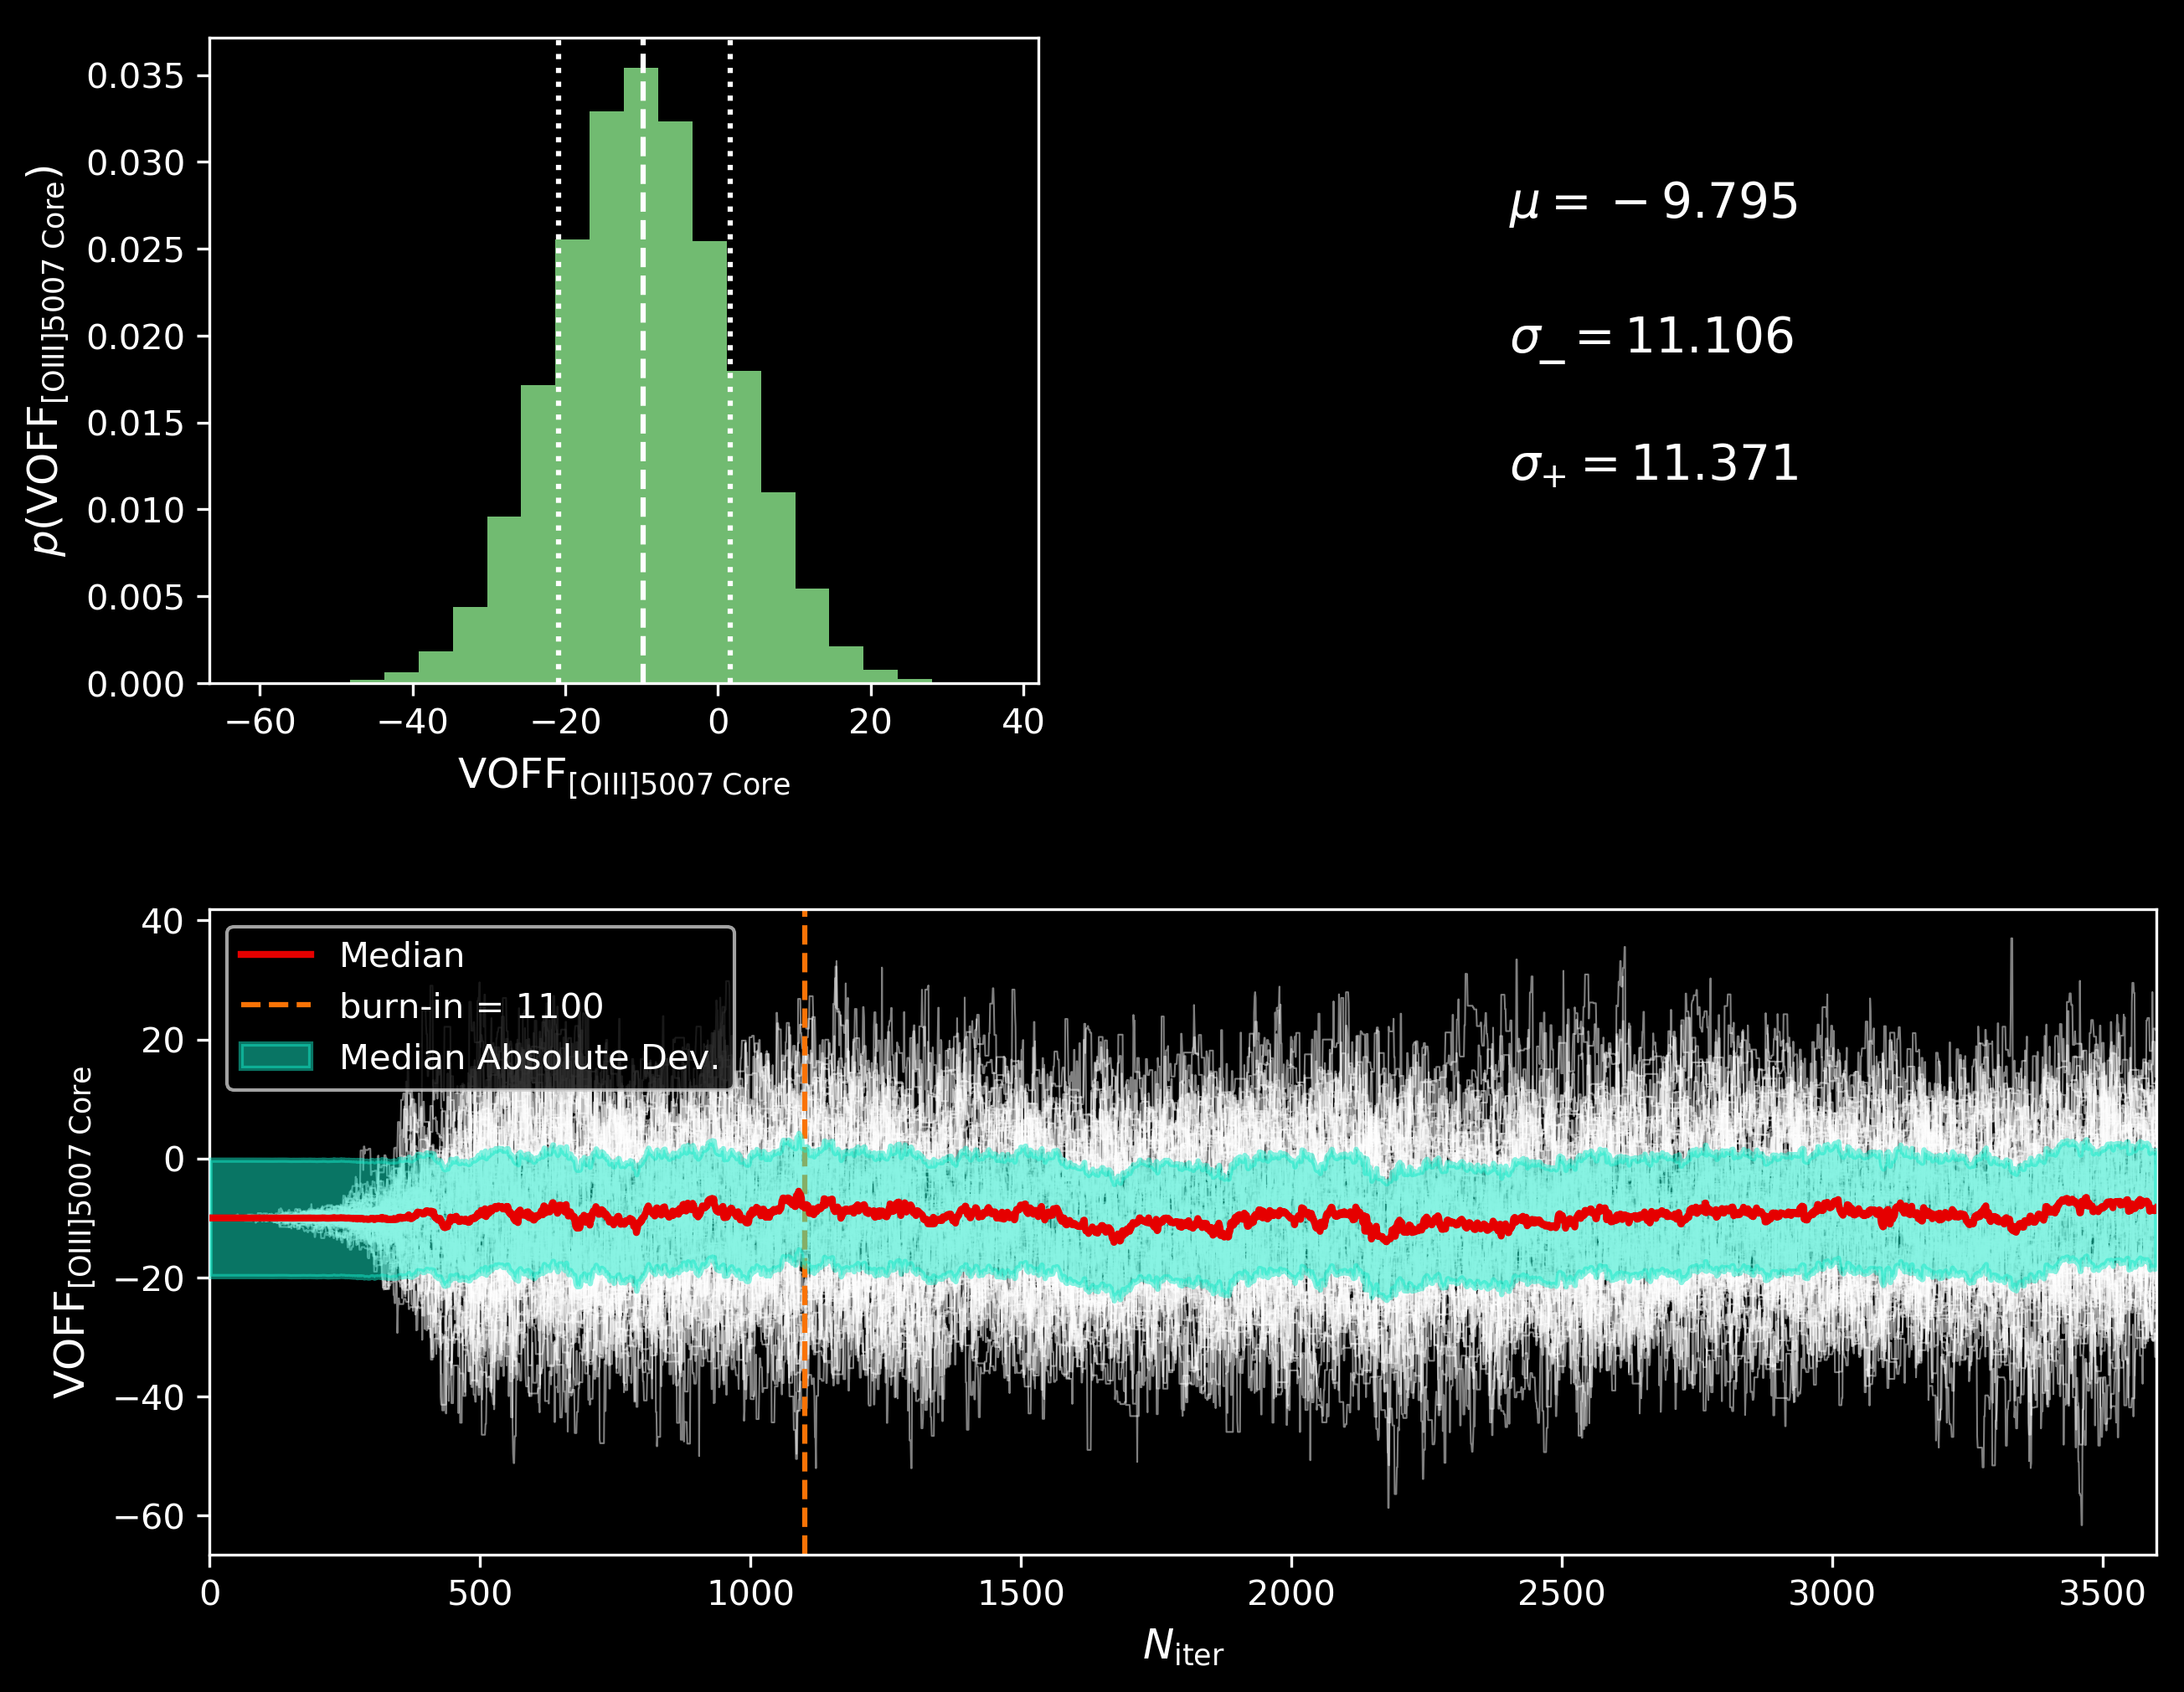 0.035
0.030
0.025
0.020
0.015
0.010
0.005
0.000
p(VOFF[OIII]5007 Core)
−60 −40 −20 0 20 40
VOFF[OIII]5007 Core
μ = −9.795
σ− = 11.106
σ+ = 11.371
40
20
0
−20
−40
−60
VOFF[OIII]5007 Core
Median
burn-in = 1100
Median Absolute Dev.
0 500 1000 1500 2000 2500 3000 3500
Niter